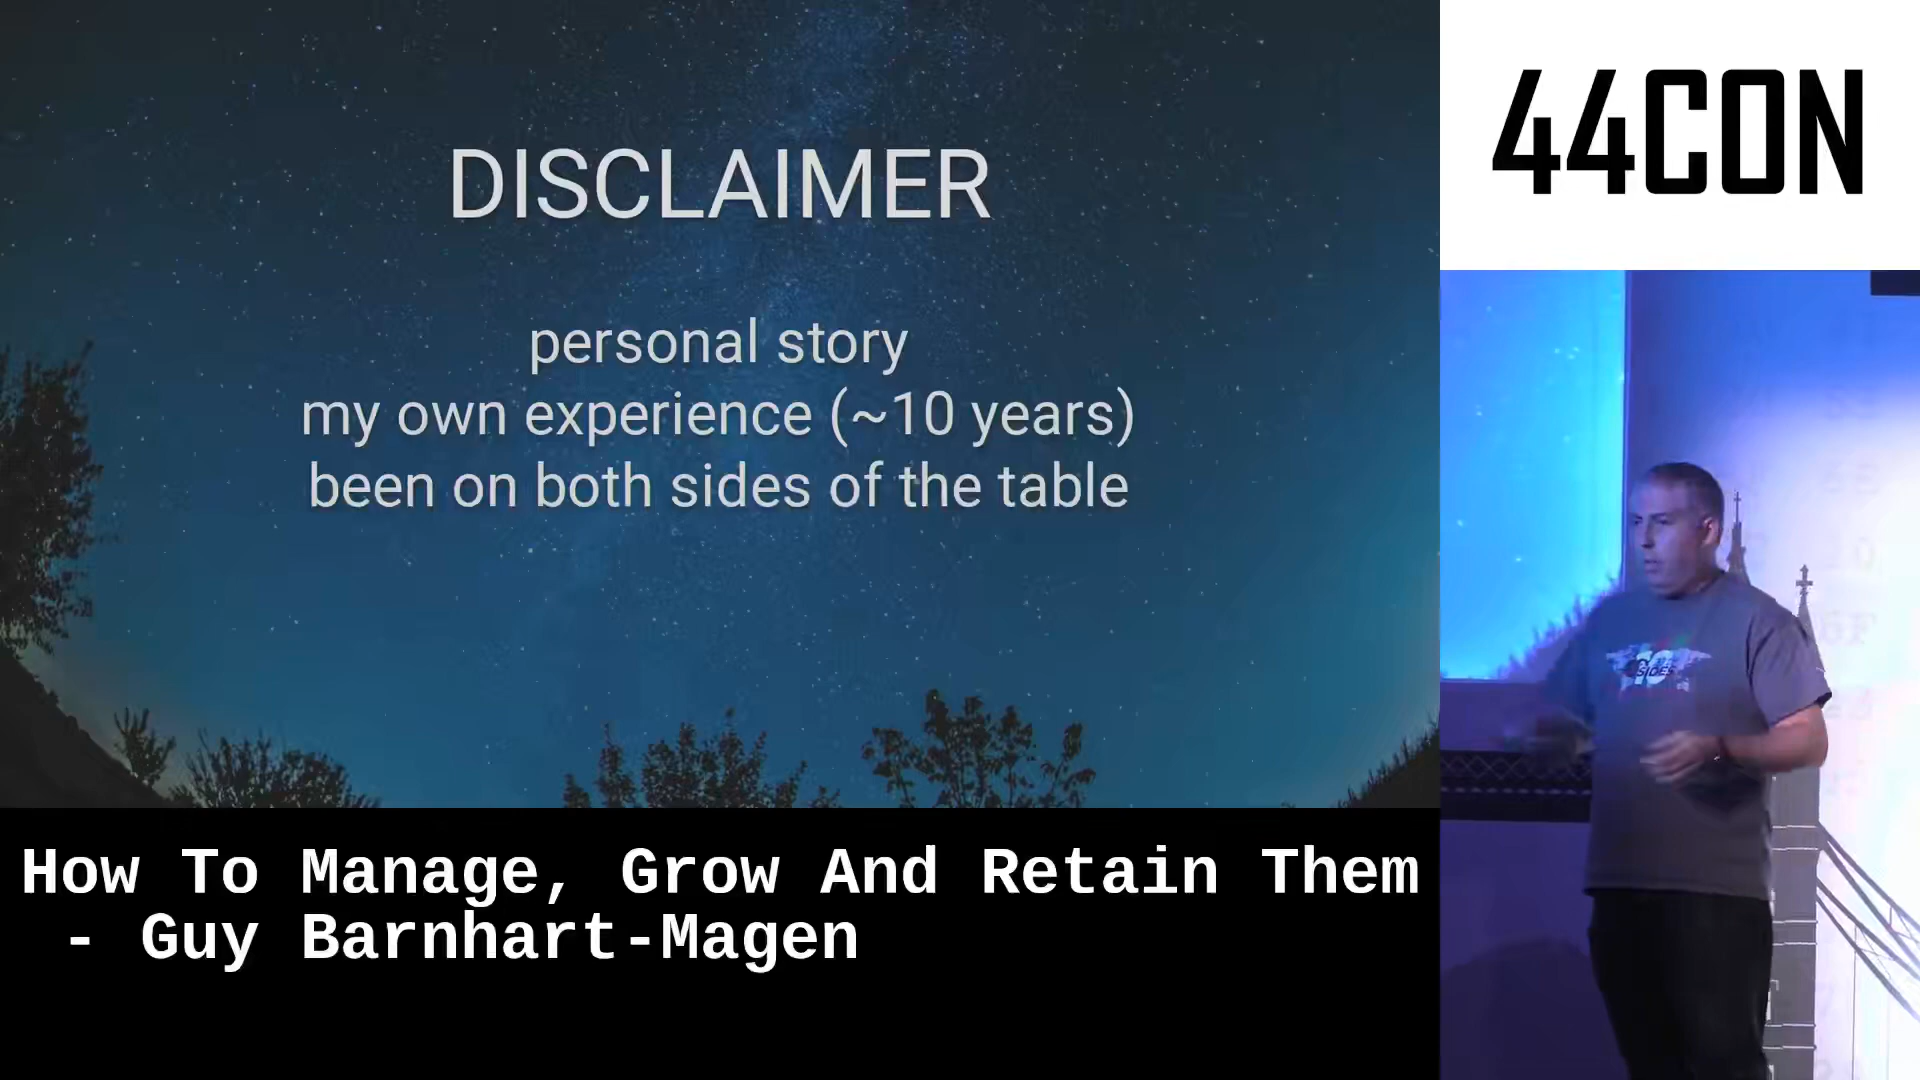 DISCLAIMER
personal story
my own experience (~10 years)
been on both sides of the table
44CON
SIDES
How To Manage, Grow And Retain Them
- Guy Barnhart-Magen